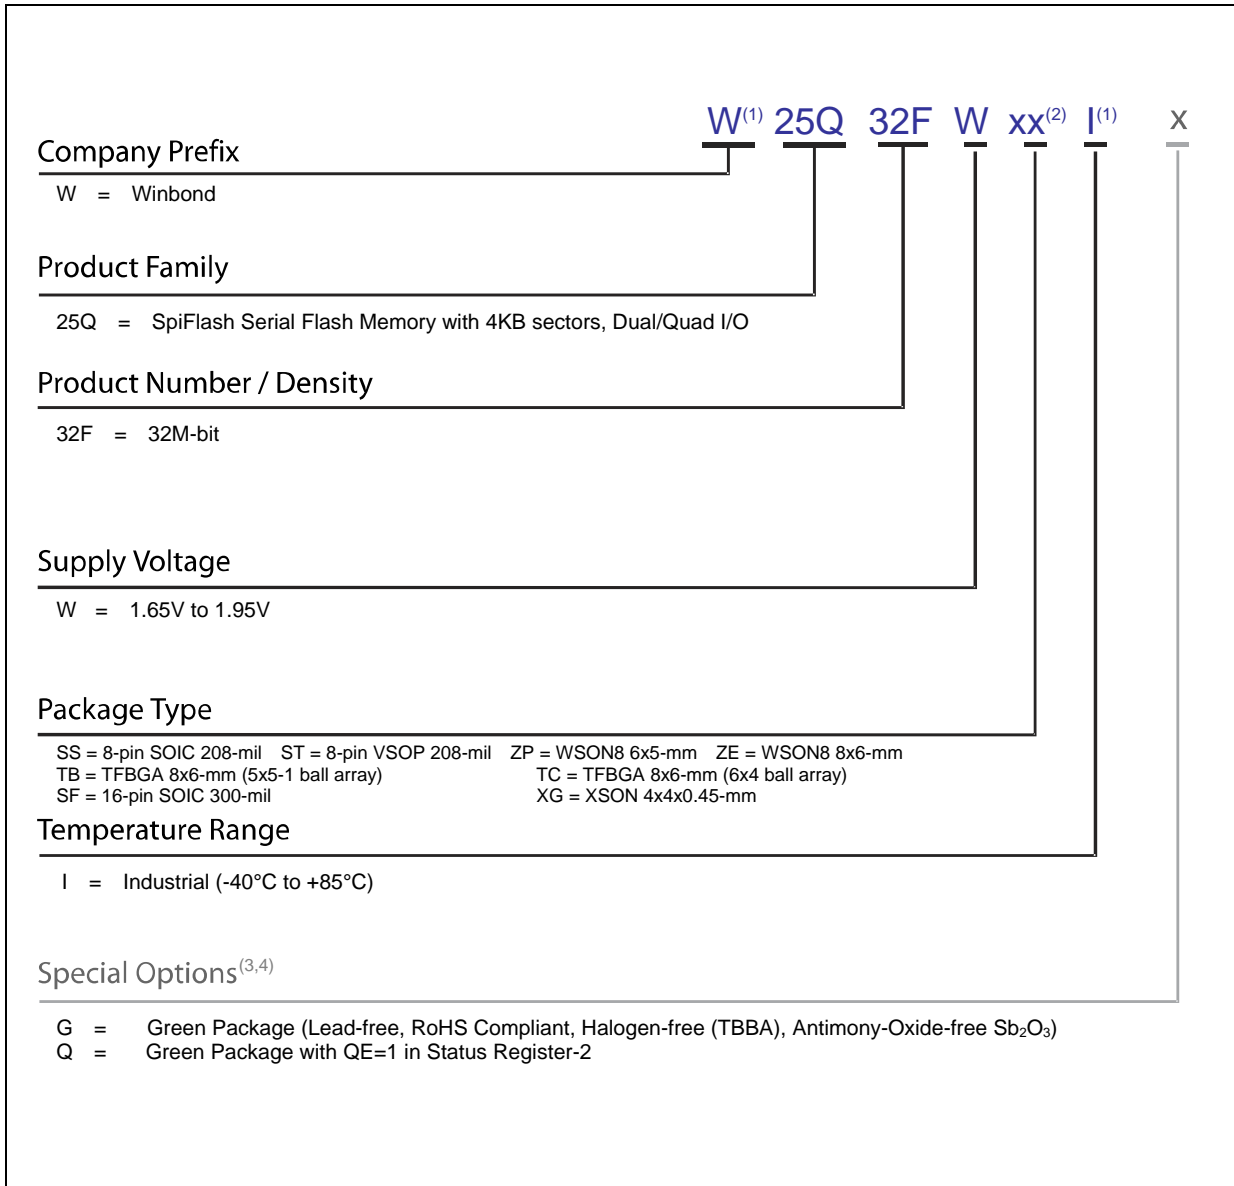 W(1) 25Q 32F W xx(2) I(1) x
Company Prefix
W = Winbond
Product Family
25Q = SpiFlash Serial Flash Memory with 4KB sectors, Dual/Quad I/O
Product Number / Density
32F = 32M-bit
Supply Voltage
W = 1.65V to 1.95V
Package Type
SS = 8-pin SOIC 208-mil ST = 8-pin VSOP 208-mil ZP = WSON8 6x5-mm ZE = WSON8 8x6-mm
TB = TFBGA 8x6-mm (5x5-1 ball array) TC = TFBGA 8x6-mm (6x4 ball array)
SF = 16-pin SOIC 300-mil XG = XSON 4x4x0.45-mm
Temperature Range
I = Industrial (-40°C to +85°C)
Special Options(3,4)
G = Green Package (Lead-free, RoHS Compliant, Halogen-free (TBBA), Antimony-Oxide-free Sb₂O₃)
Q = Green Package with QE=1 in Status Register-2